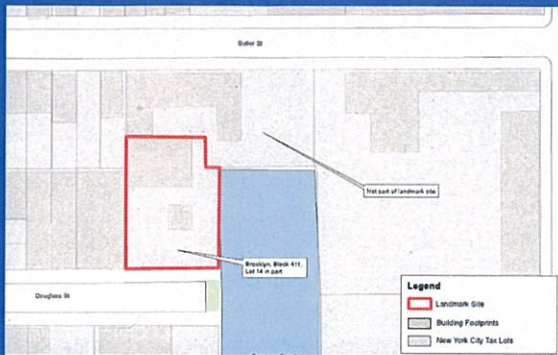 Butler St
Not part of landmark site
Brooklyn, Block 411,
Lot 14 in part
Douglass St
Legend
Landmark Site
Building Footprints
New York City Tax Lots